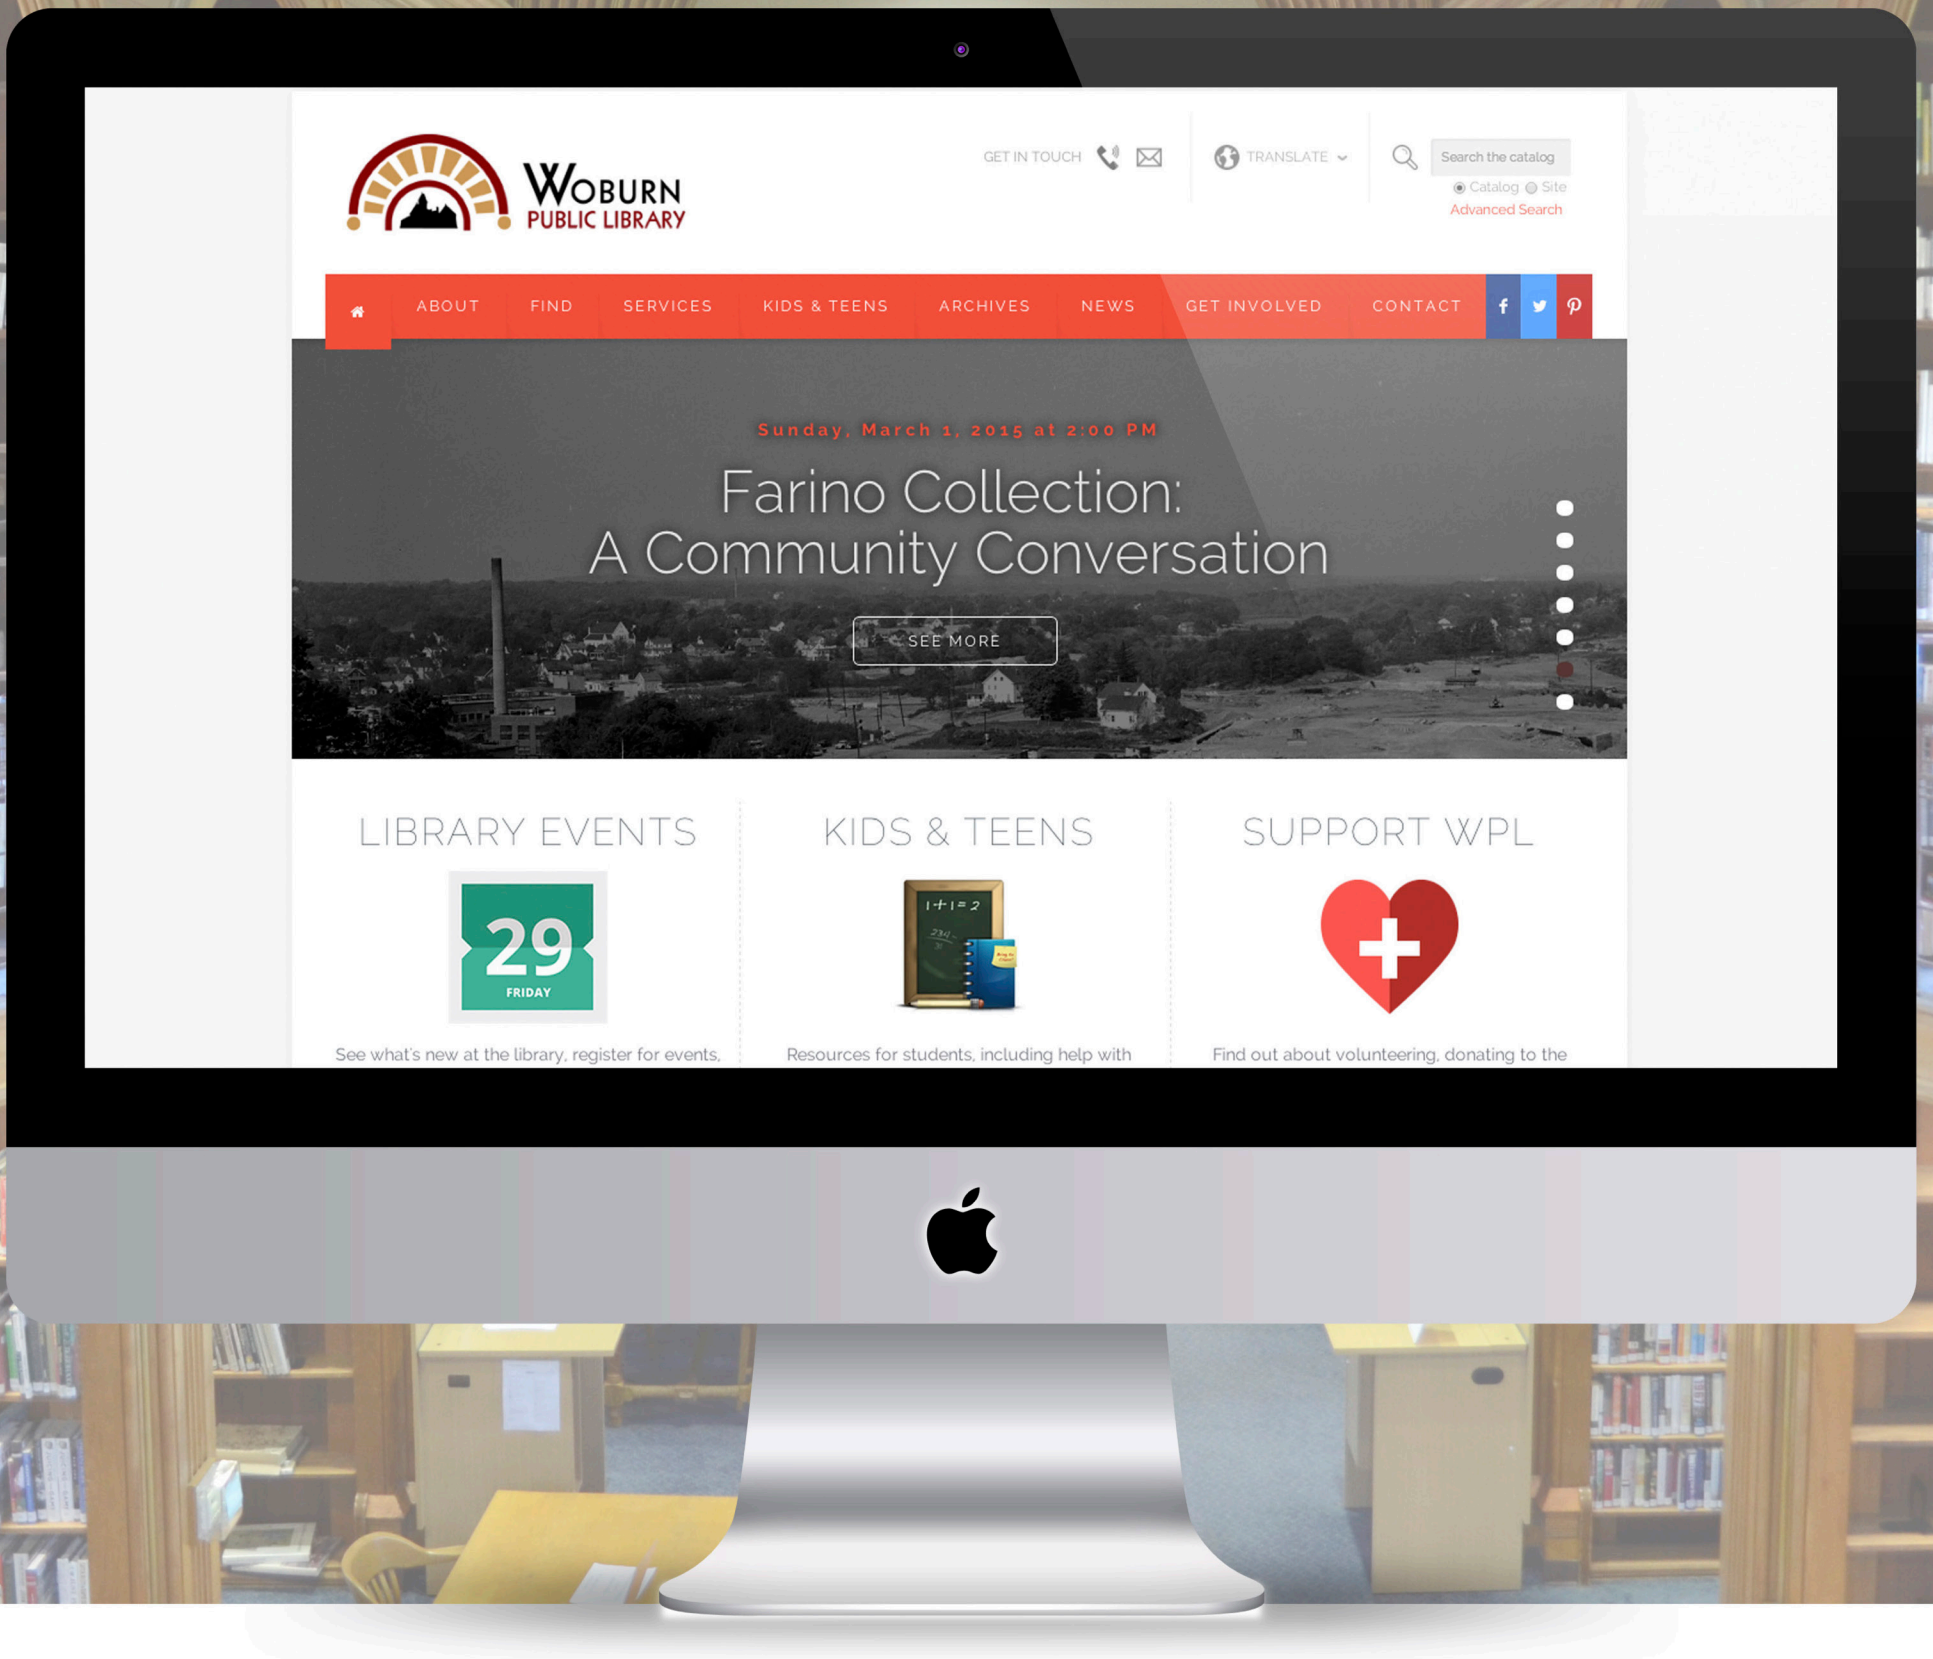 WOBURN
PUBLIC LIBRARY
GET IN TOUCH
TRANSLATE
Search the catalog
Catalog Site
Advanced Search
ABOUT FIND SERVICES KIDS & TEENS ARCHIVES NEWS GET INVOLVED CONTACT
Sunday, March 1, 2015 at 2:00 PM
Farino Collection:
A Community Conversation
SEE MORE
LIBRARY EVENTS
29
FRIDAY
See what's new at the library, register for events,
KIDS & TEENS
1+1=2
Resources for students, including help with
SUPPORT WPL
Find out about volunteering, donating to the